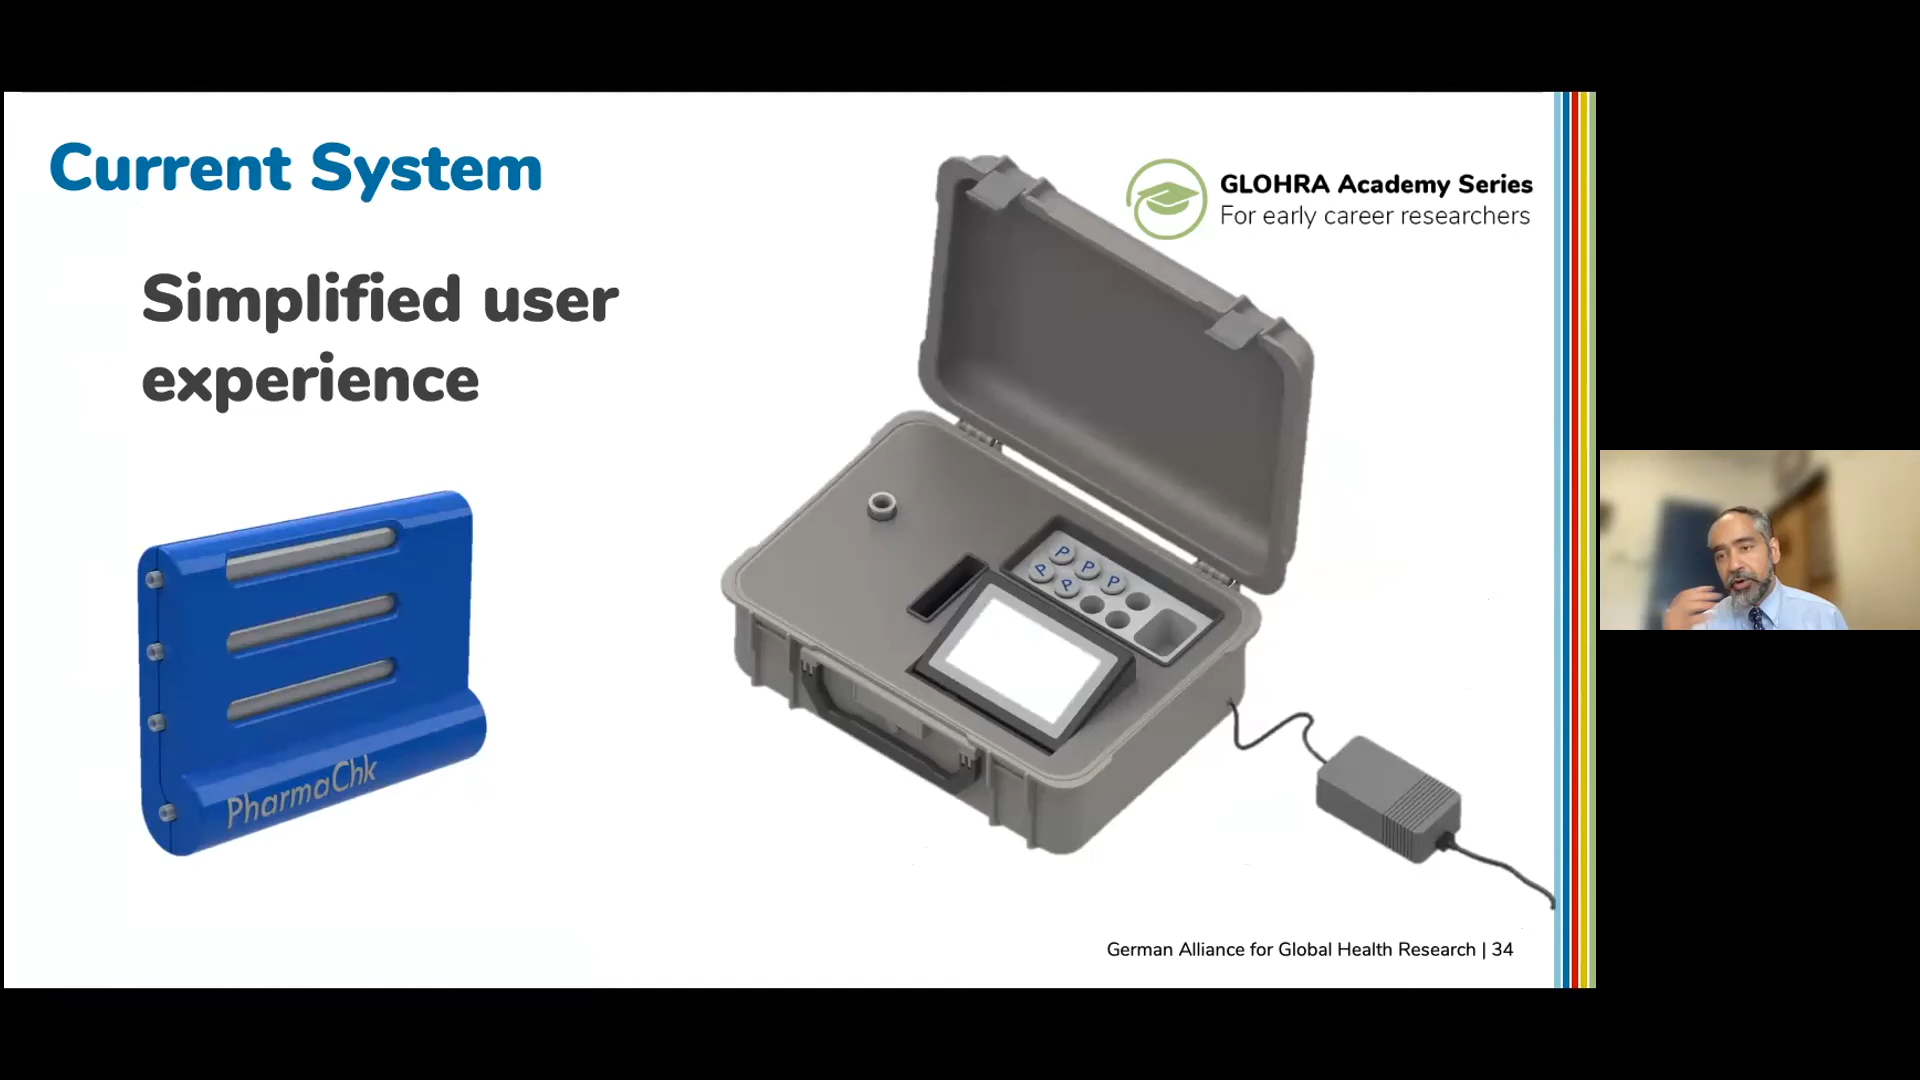 Current System
GLOHRA Academy Series
For early career researchers
Simplified user
experience
P
P
P
P
P
PharmaChk
German Alliance for Global Health Research | 34